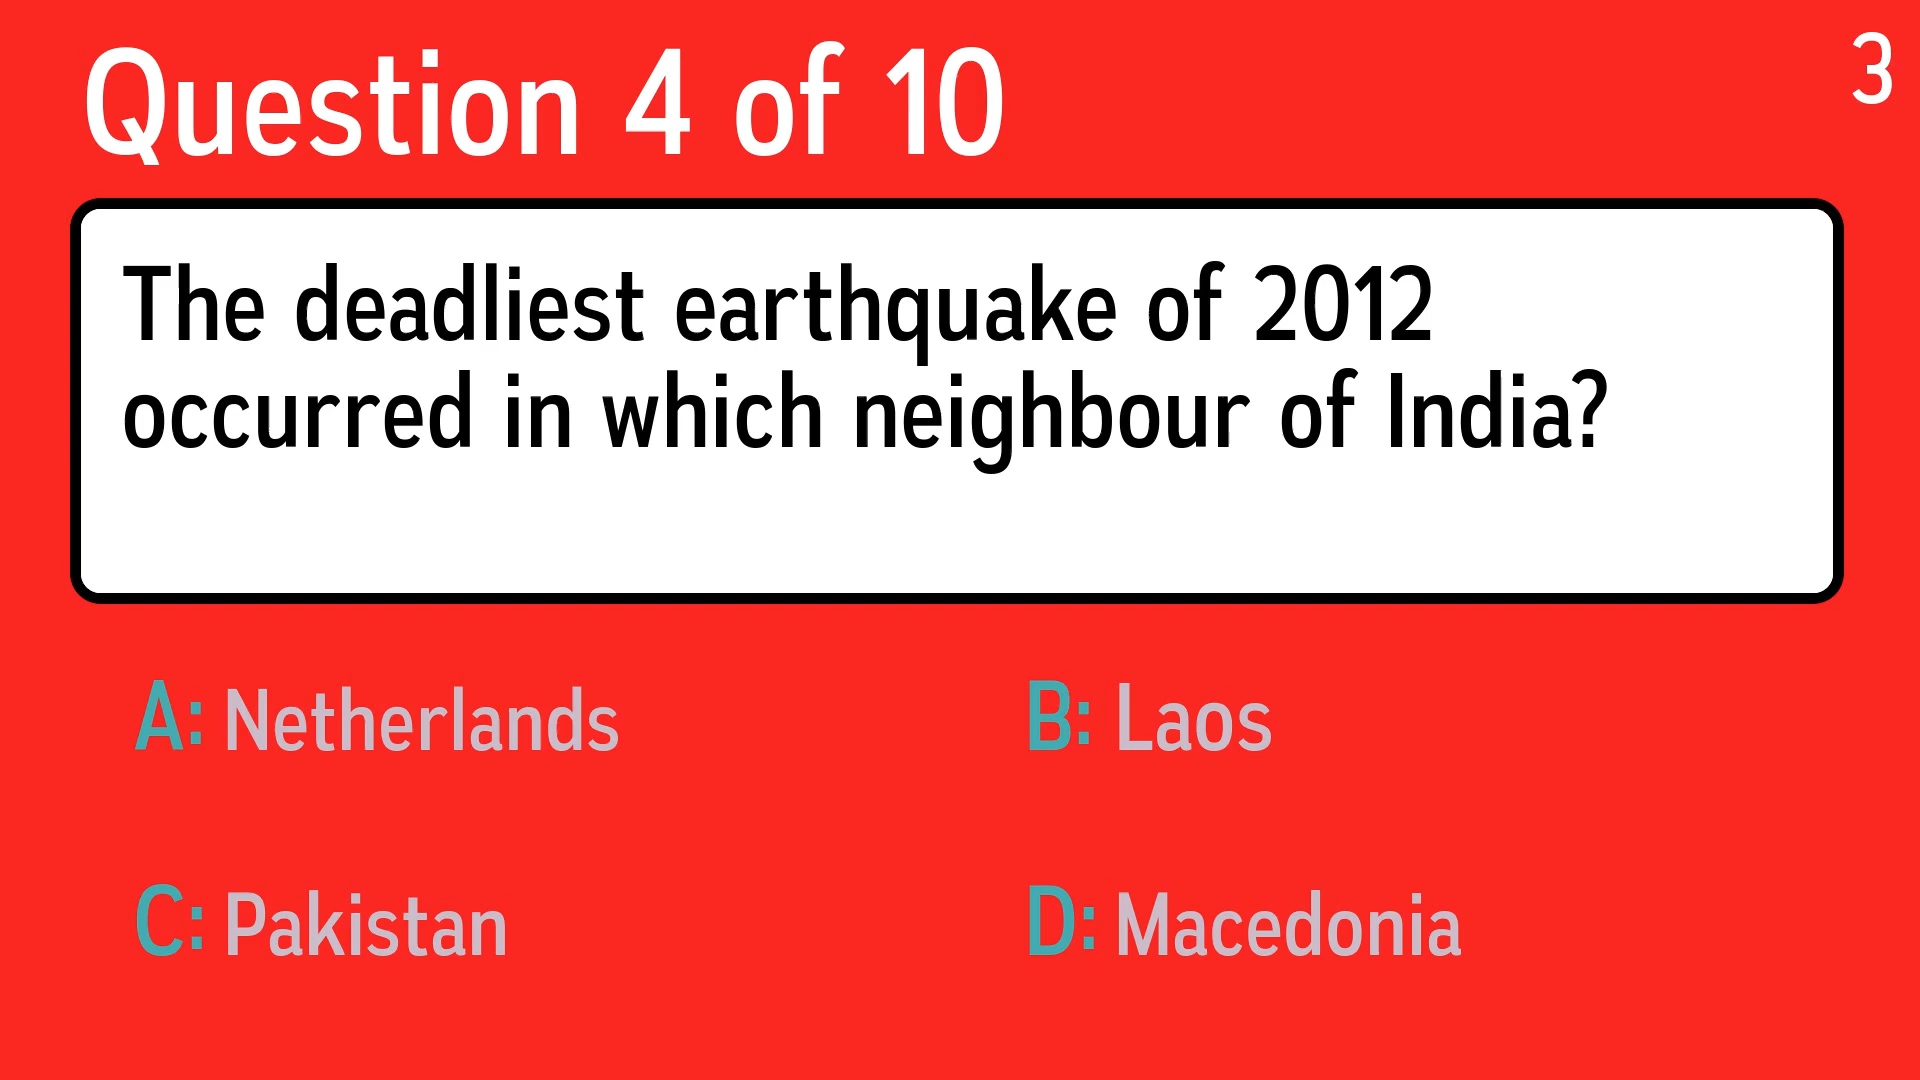 Question 4 of 10
3
The deadliest earthquake of 2012
occurred in which neighbour of India?
A: Netherlands
B: Laos
C: Pakistan
D: Macedonia